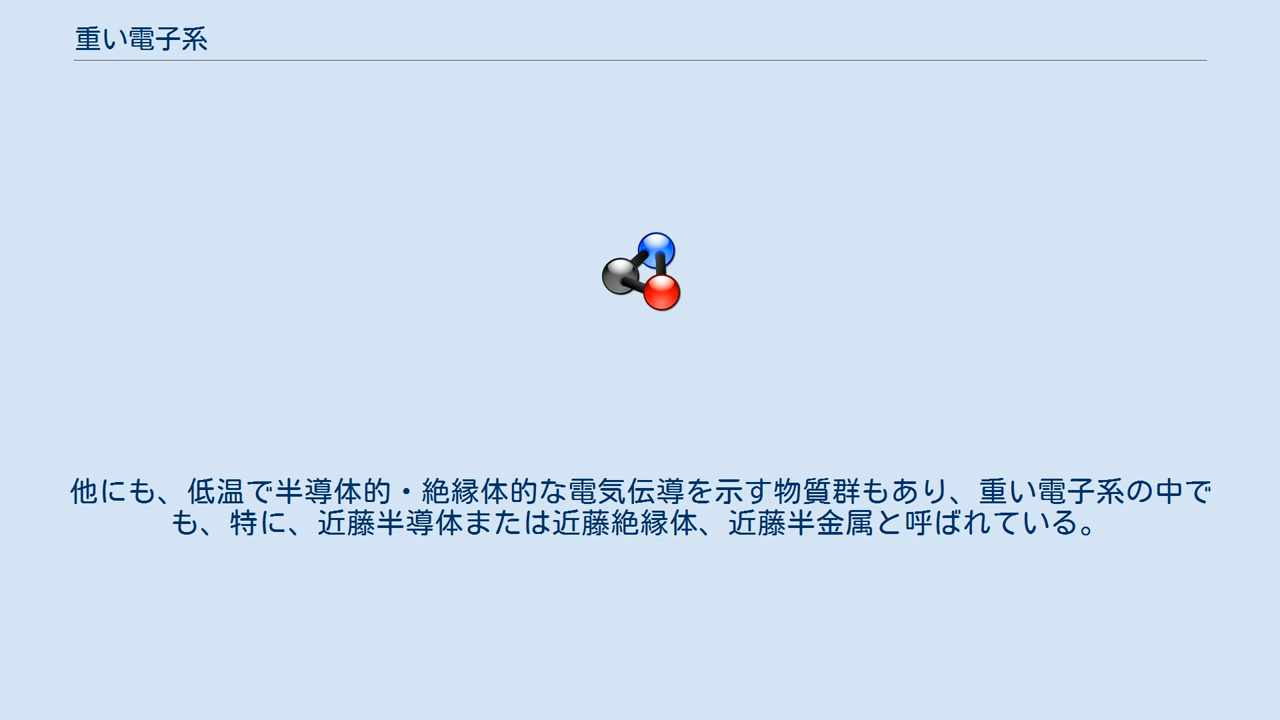 重い電子系
他にも、低温で半導体的・絶縁体的な電気伝導を示す物質群もあり、重い電子系の中で
も、特に、近藤半導体または近藤絶縁体、近藤半金属と呼ばれている。